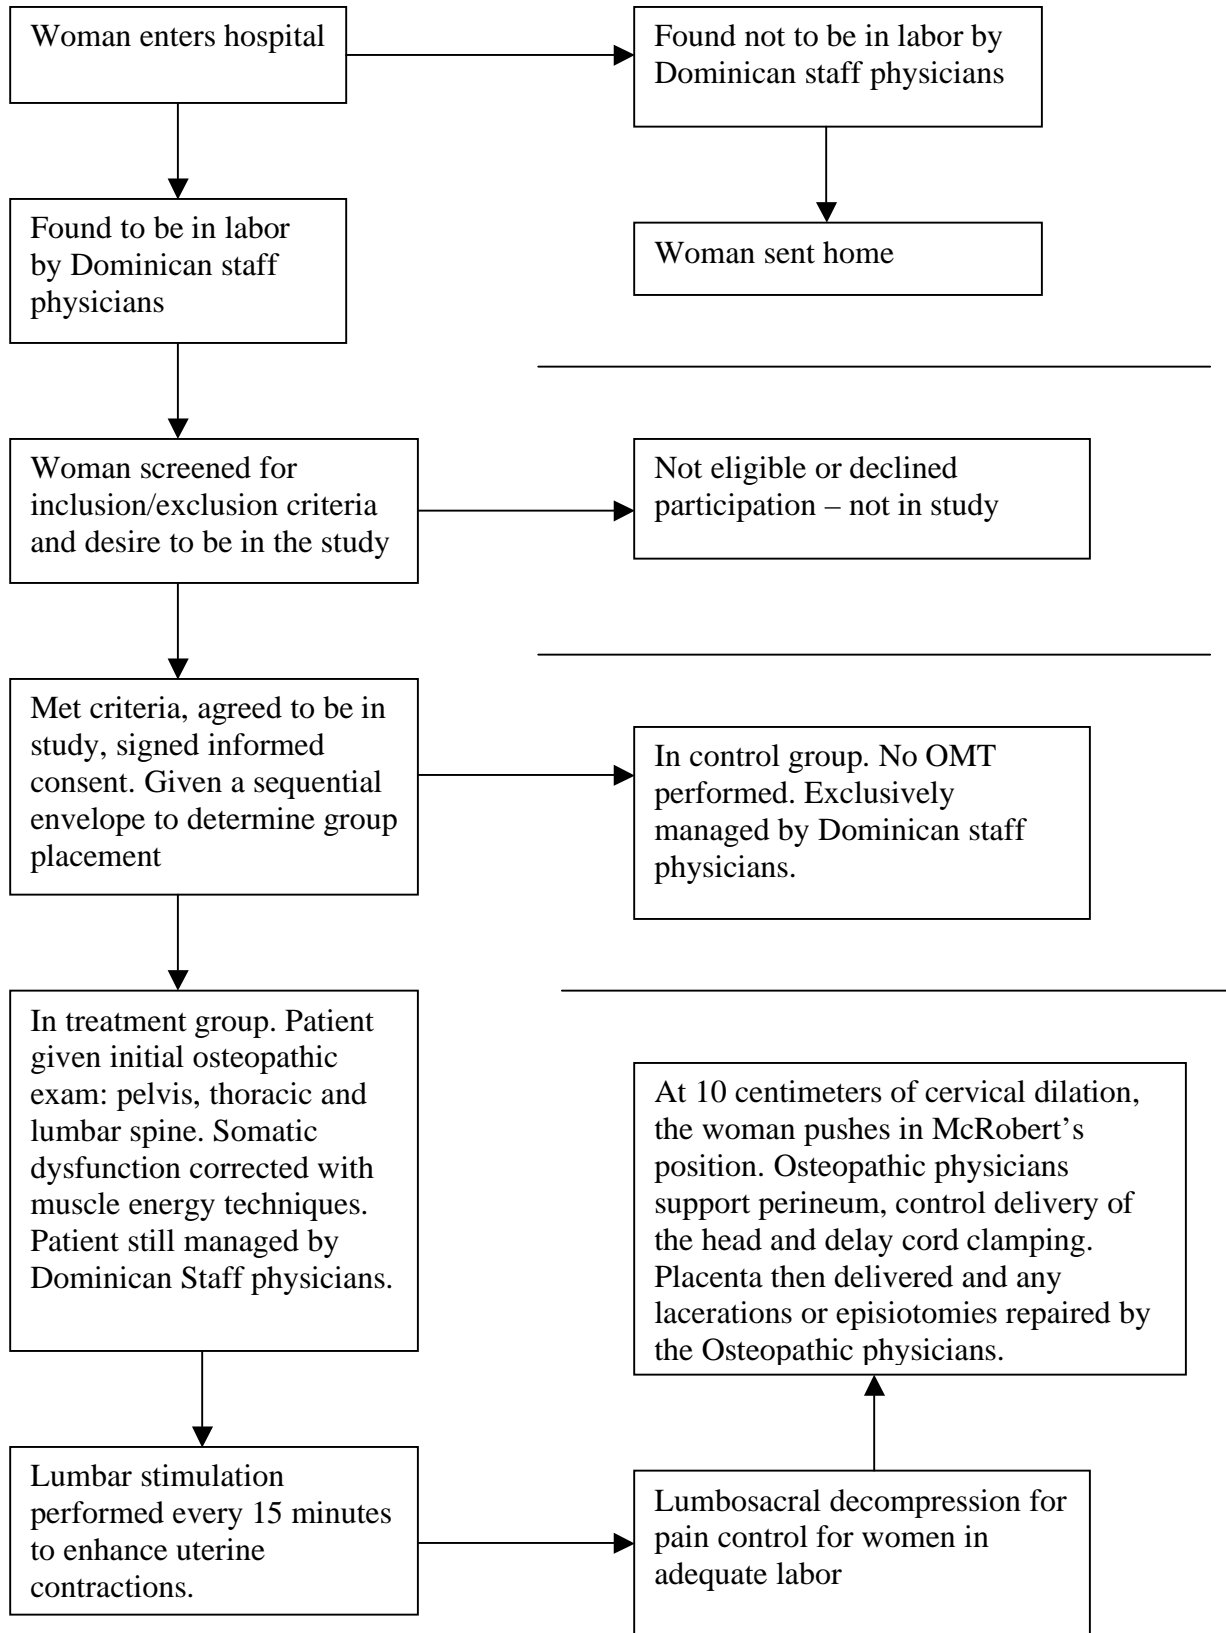 Woman enters hospital
Found not to be in labor by
Dominican staff physicians
Found to be in labor
by Dominican staff
physicians
Woman sent home
Woman screened for
inclusion/exclusion criteria
and desire to be in the study
Not eligible or declined
participation – not in study
Met criteria, agreed to be in
study, signed informed
consent. Given a sequential
envelope to determine group
placement
In control group. No OMT
performed. Exclusively
managed by Dominican staff
physicians.
In treatment group. Patient
given initial osteopathic
exam: pelvis, thoracic and
lumbar spine. Somatic
dysfunction corrected with
muscle energy techniques.
Patient still managed by
Dominican Staff physicians.
At 10 centimeters of cervical dilation,
the woman pushes in McRobert’s
position. Osteopathic physicians
support perineum, control delivery of
the head and delay cord clamping.
Placenta then delivered and any
lacerations or episiotomies repaired by
the Osteopathic physicians.
Lumbar stimulation
performed every 15 minutes
to enhance uterine
contractions.
Lumbosacral decompression for
pain control for women in
adequate labor